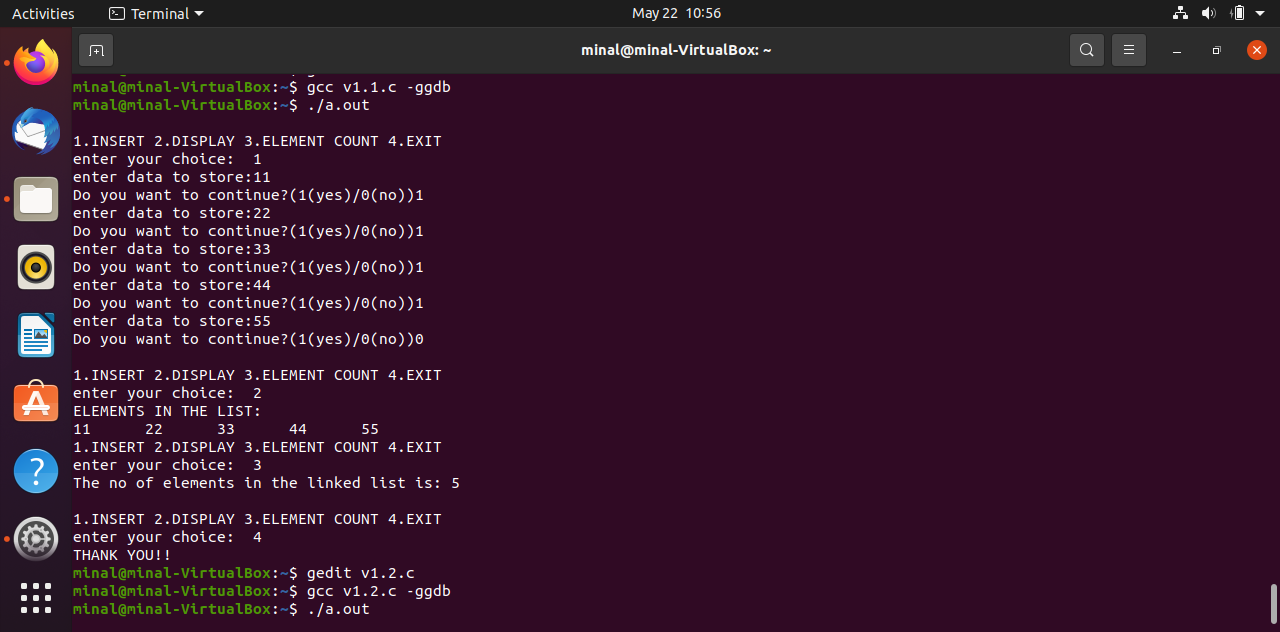 Activities Terminal May 22 10:56
minal@minal-VirtualBox: ~
minal@minal-VirtualBox:~$ gcc v1.1.c -ggdb
minal@minal-VirtualBox:~$ ./a.out
1.INSERT 2.DISPLAY 3.ELEMENT COUNT 4.EXIT
enter your choice:  1
enter data to store:11
Do you want to continue?(1(yes)/0(no))1
enter data to store:22
Do you want to continue?(1(yes)/0(no))1
enter data to store:33
Do you want to continue?(1(yes)/0(no))1
enter data to store:44
Do you want to continue?(1(yes)/0(no))1
enter data to store:55
Do you want to continue?(1(yes)/0(no))0
1.INSERT 2.DISPLAY 3.ELEMENT COUNT 4.EXIT
enter your choice:  2
ELEMENTS IN THE LIST:
11      22      33      44      55
1.INSERT 2.DISPLAY 3.ELEMENT COUNT 4.EXIT
enter your choice:  3
The no of elements in the linked list is: 5
1.INSERT 2.DISPLAY 3.ELEMENT COUNT 4.EXIT
enter your choice:  4
THANK YOU!!
minal@minal-VirtualBox:~$ gedit v1.2.c
minal@minal-VirtualBox:~$ gcc v1.2.c -ggdb
minal@minal-VirtualBox:~$ ./a.out